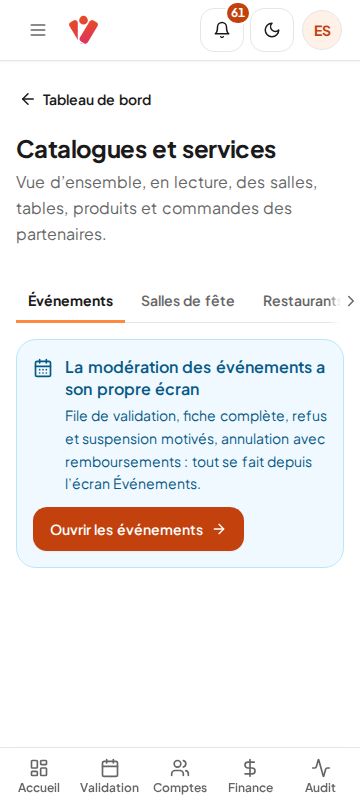 61
ES
Tableau de bord
Catalogues et services
Vue d'ensemble, en lecture, des salles,
tables, produits et commandes des
partenaires.
Événements
Salles de fête
Restaurants
La modération des événements a
son propre écran
File de validation, fiche complète, refus
et suspension motivés, annulation avec
remboursements : tout se fait depuis
l'écran Événements.
Ouvrir les événements
Accueil
Validation
Comptes
Finance
Audit